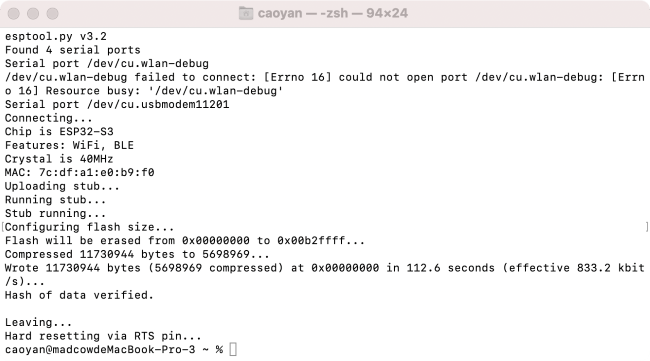 caoyan — -zsh — 94×24
esptool.py v3.2
Found 4 serial ports
Serial port /dev/cu.wlan-debug
/dev/cu.wlan-debug failed to connect: [Errno 16] could not open port /dev/cu.wlan-debug: [Errn
o 16] Resource busy: '/dev/cu.wlan-debug'
Serial port /dev/cu.usbmodem11201
Connecting...
Chip is ESP32-S3
Features: WiFi, BLE
Crystal is 40MHz
MAC: 7c:df:a1:e0:b9:f0
Uploading stub...
Running stub...
Stub running...
Configuring flash size...
Flash will be erased from 0x00000000 to 0x00b2ffff...
Compressed 11730944 bytes to 5698969...
Wrote 11730944 bytes (5698969 compressed) at 0x00000000 in 112.6 seconds (effective 833.2 kbit
/s)...
Hash of data verified.

Leaving...
Hard resetting via RTS pin...
caoyan@madcowdeMacBook-Pro-3 ~ %